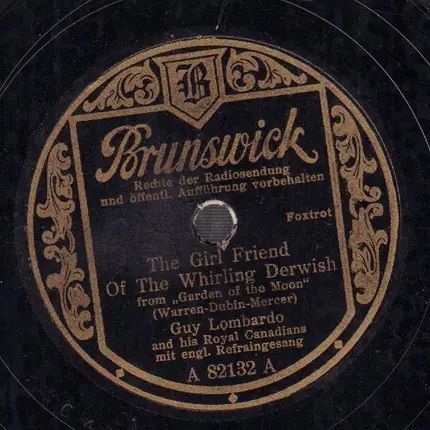 B
Brunswick
Rechte der Radiosendung
und öffentl. Aufführung vorbehalten
Foxtrot
The Girl Friend
Of The Whirling Derwish
from „Garden of the Moon“
(Warren-Dubin-Mercer)
Guy Lombardo
and his Royal Canadians
mit engl. Refraingesang
A 82132 A